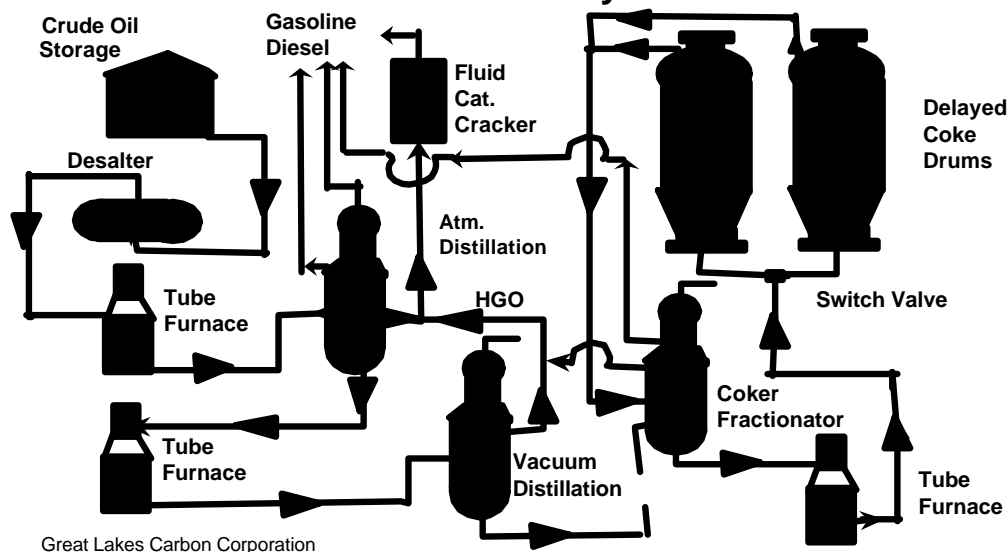 Crude Oil
Storage
Gasoline
Diesel
Fluid
Cat.
Cracker
Delayed
Coke
Drums
Desalter
Atm.
Distillation
Tube
Furnace
HGO
Switch Valve
Coker
Fractionator
Tube
Furnace
Vacuum
Distillation
Tube
Furnace
Great Lakes Carbon Corporation